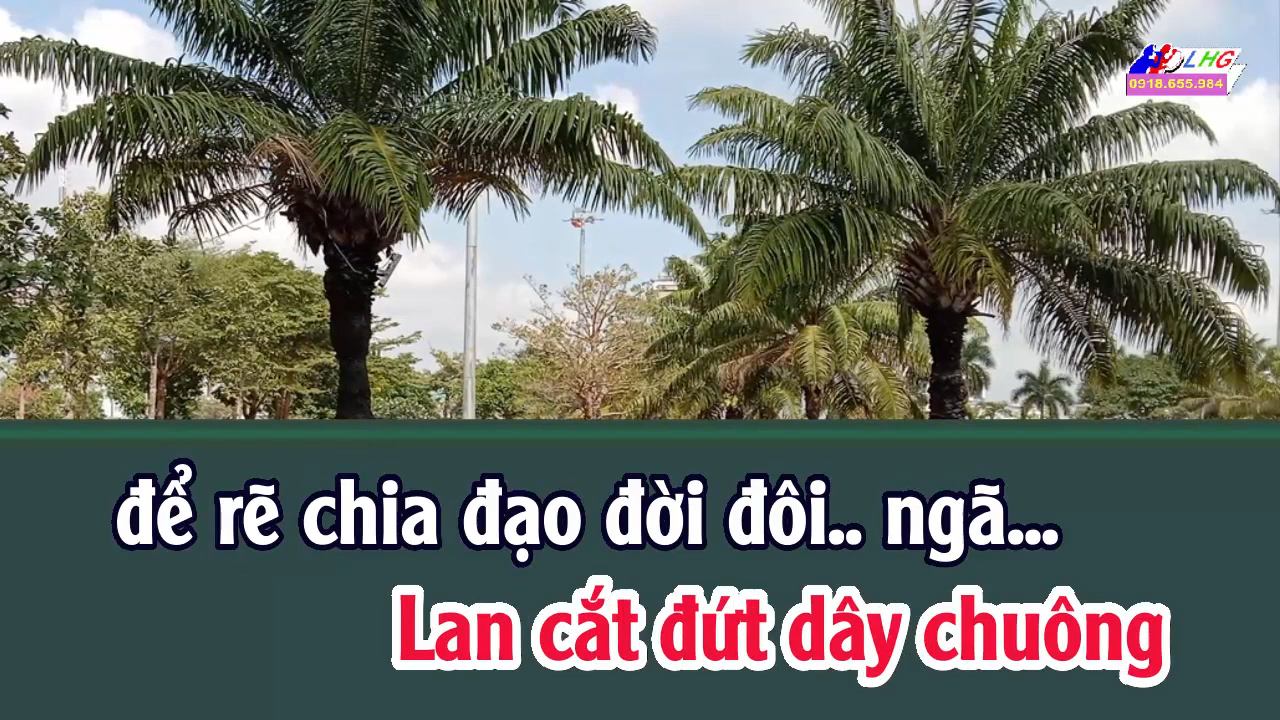 LHG
0918.655.984
để rẽ chia đạo đời đôi.. ngã...
Lan cắt đứt dây chuông